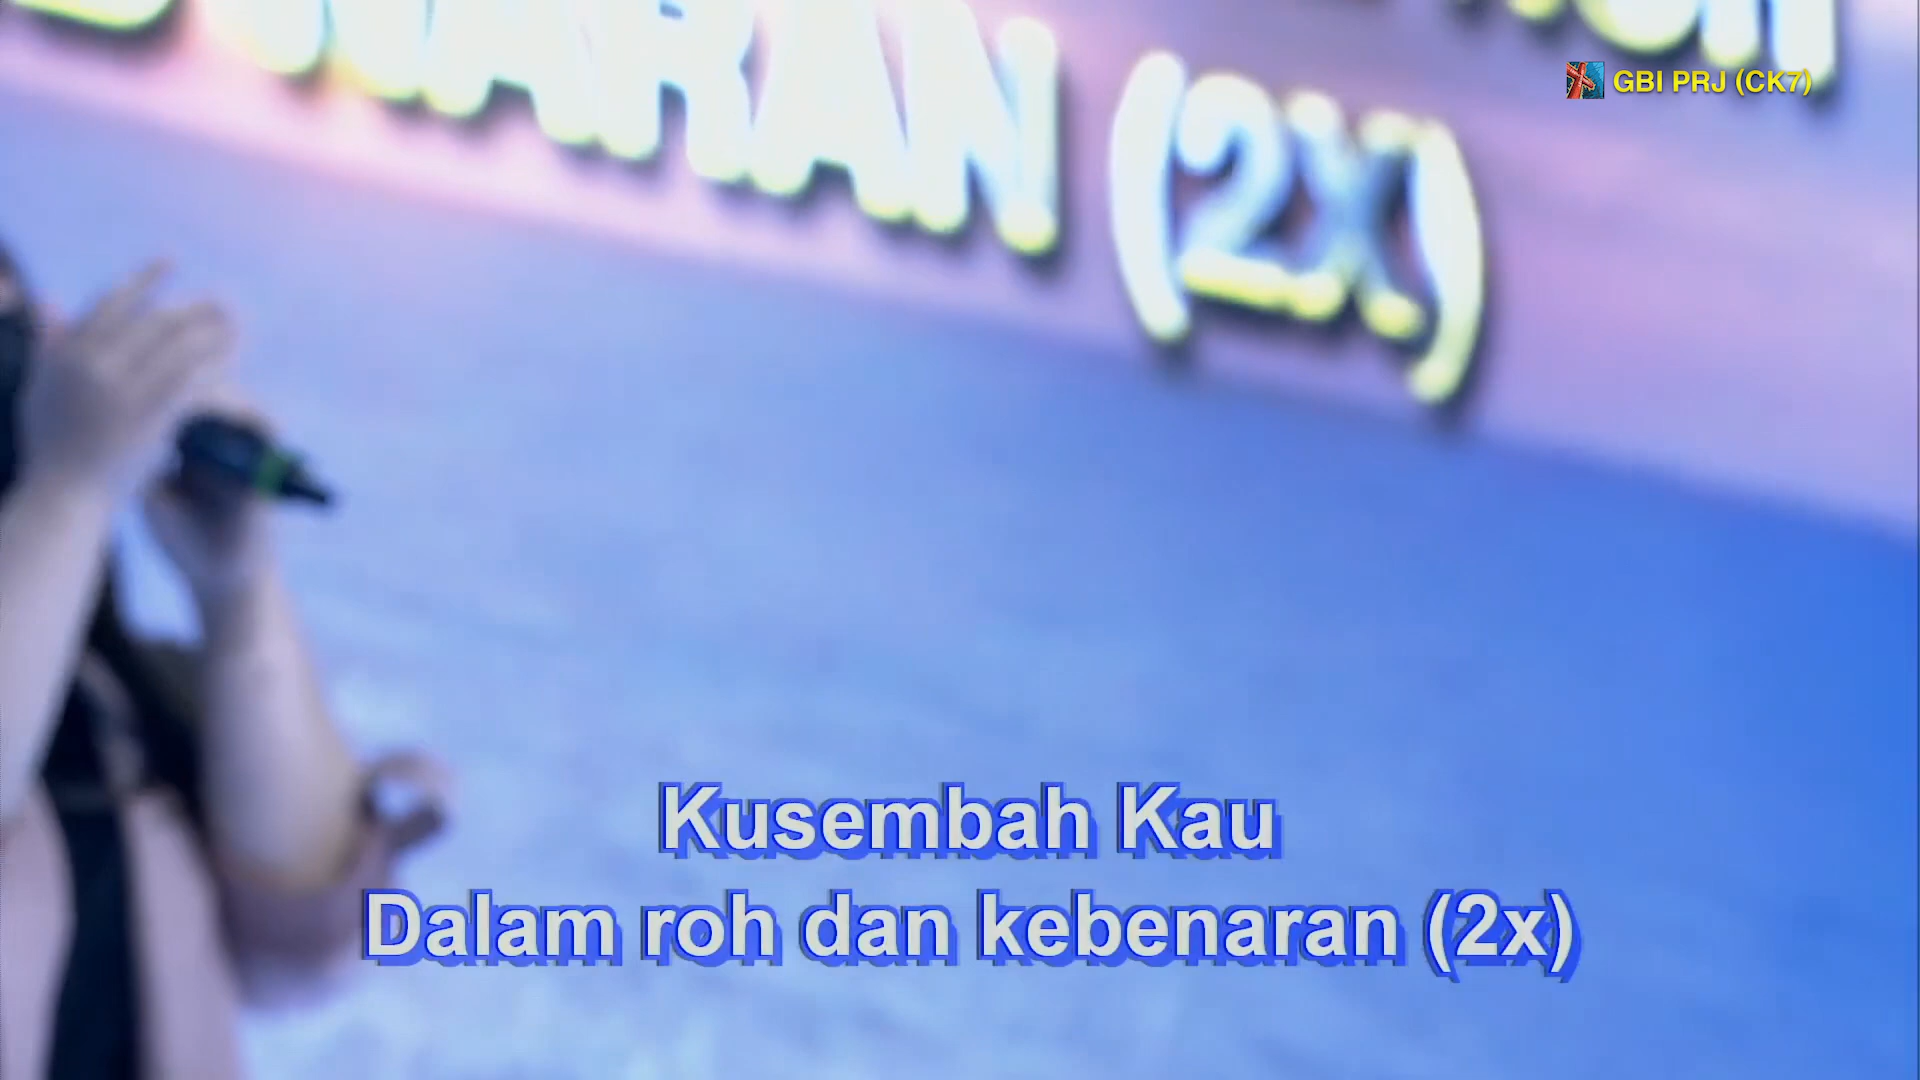 GBI PRJ (CK7)
(2X)
Kusembah Kau
Dalam roh dan kebenaran (2x)